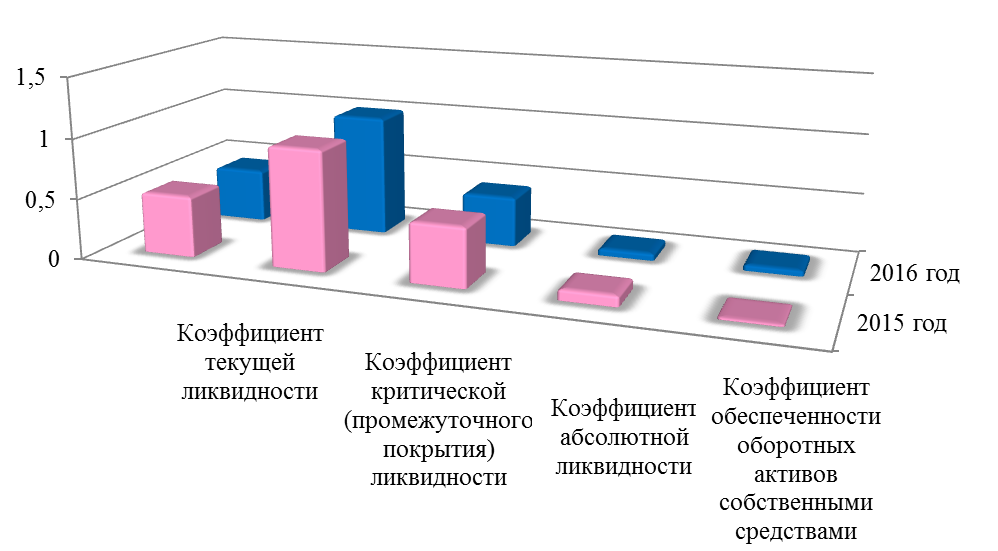 1,5
1
0,5
0
2016 год
2015 год
Коэффициент
текущей
ликвидности
Коэффициент
критической
(промежуточного
покрытия)
ликвидности
Коэффициент
абсолютной
ликвидности
Коэффициент
обеспеченности
оборотных
активов
собственными
средствами